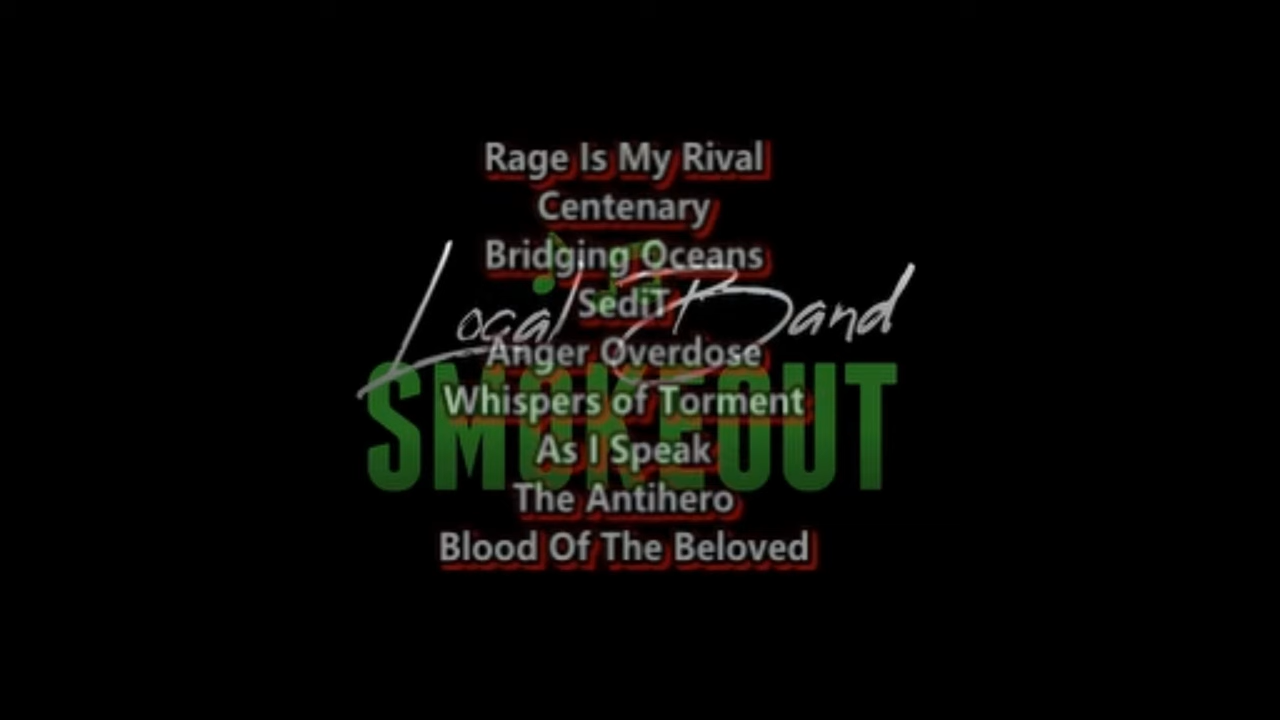 Rage Is My Rival
Centenary
Bridging Oceans
SediT
Anger Overdose
Whispers of Torment
As I Speak
The Antihero
Blood Of The Beloved
Local Band
SMOKEOUT